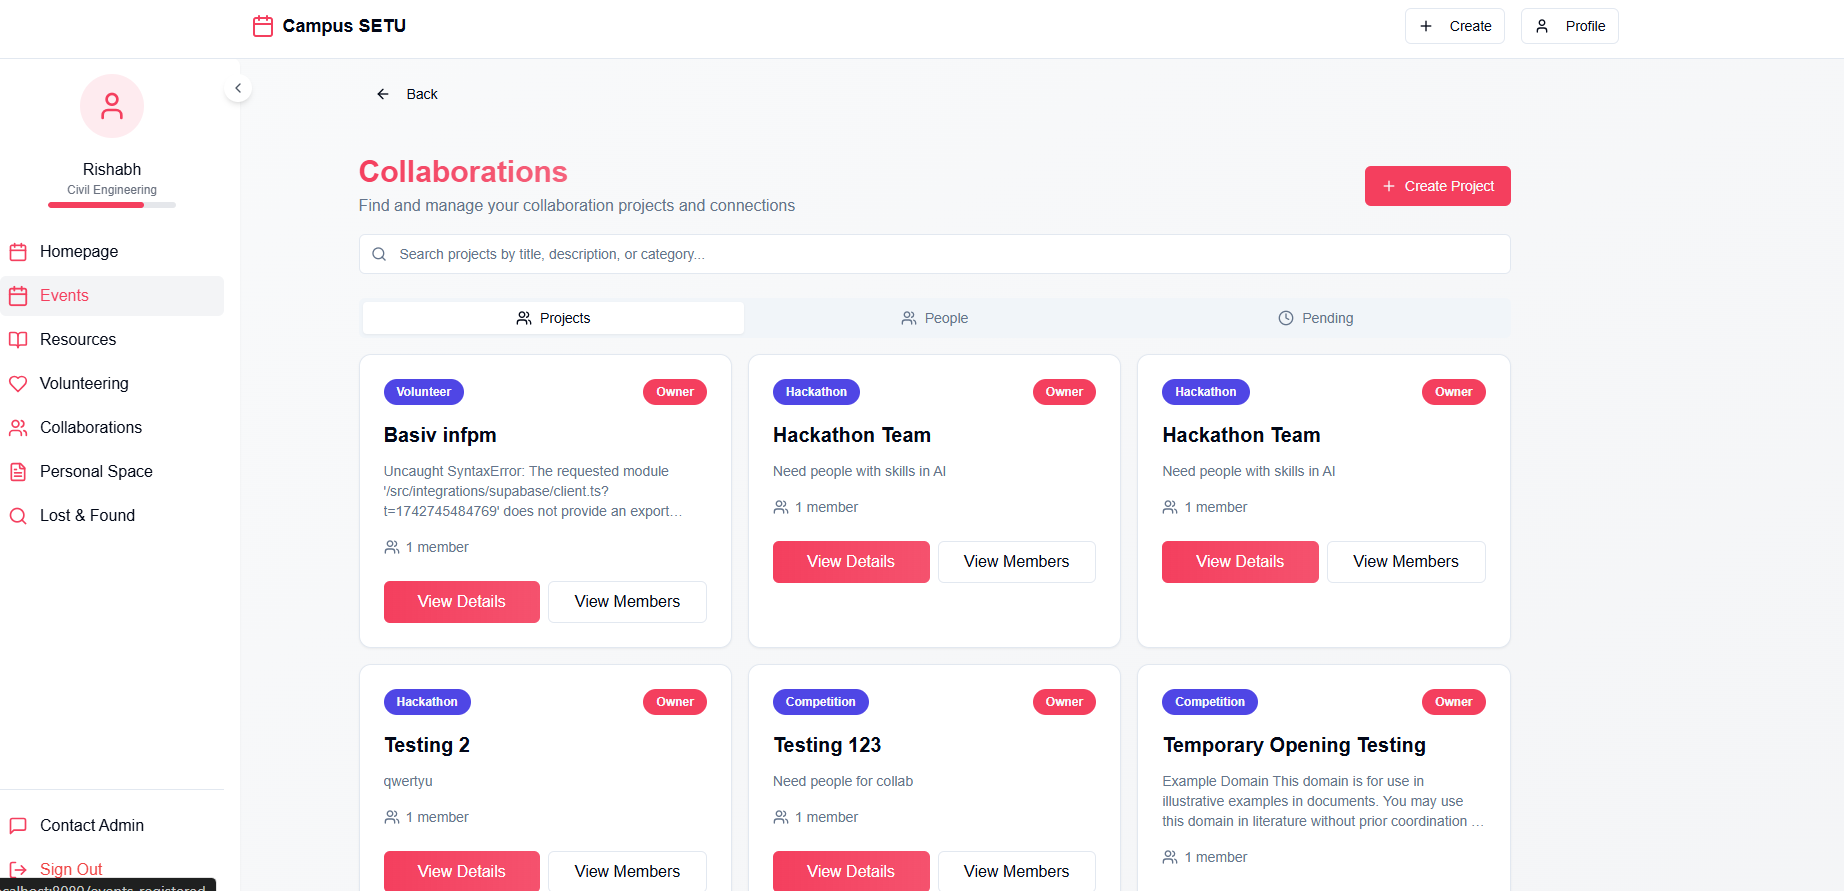 Campus SETU
Create
Profile
Rishabh
Civil Engineering
Homepage
Events
Resources
Volunteering
Collaborations
Personal Space
Lost & Found
Contact Admin
Sign Out
Back
Collaborations
Find and manage your collaboration projects and connections
Create Project
Search projects by title, description, or category...
Projects
People
Pending
Volunteer
Owner
Basiv infpm
Uncaught SyntaxError: The requested module
'/src/integrations/supabase/client.ts?
t=1742745484769' does not provide an export…
1 member
View Details
View Members
Hackathon
Owner
Hackathon Team
Need people with skills in AI
1 member
View Details
View Members
Hackathon
Owner
Hackathon Team
Need people with skills in AI
1 member
View Details
View Members
Hackathon
Owner
Testing 2
qwertyu
1 member
View Details
View Members
Competition
Owner
Testing 123
Need people for collab
1 member
View Details
View Members
Competition
Owner
Temporary Opening Testing
Example Domain This domain is for use in
illustrative examples in documents. You may use
this domain in literature without prior coordination …
1 member